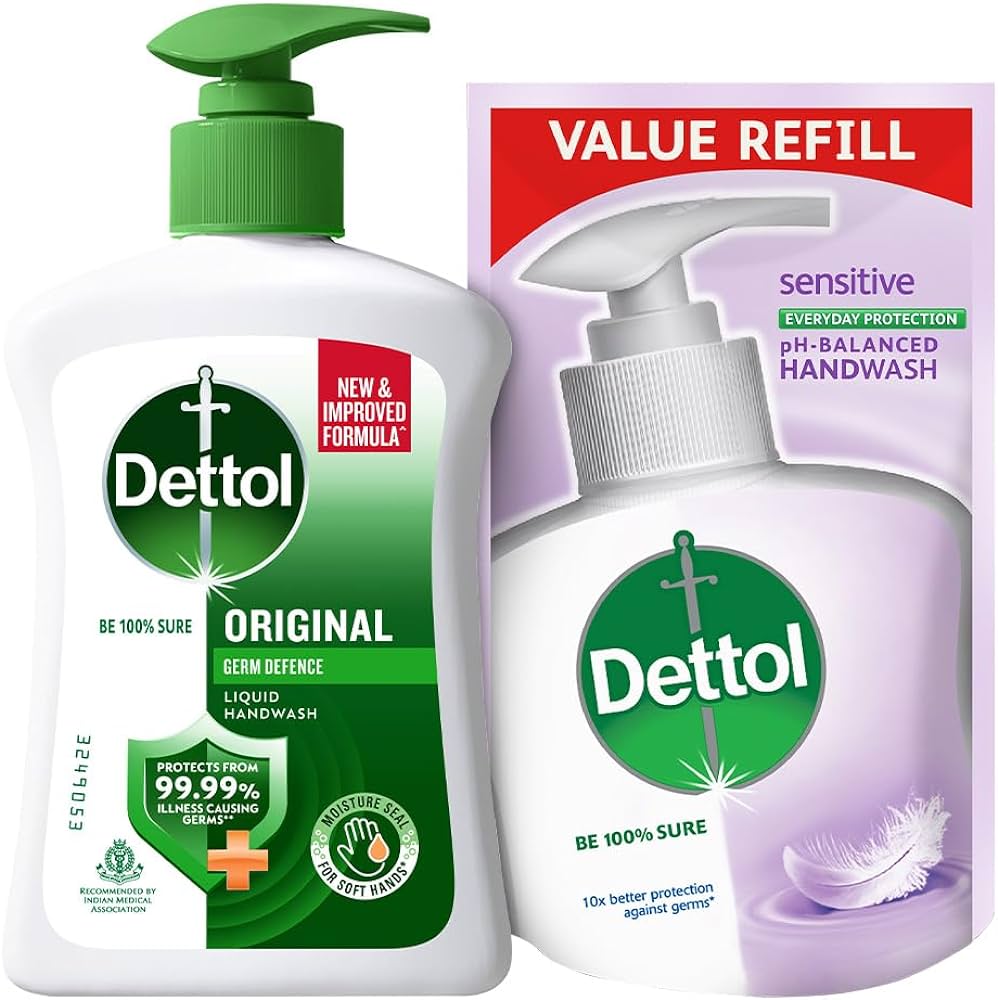 NEW &
IMPROVED
FORMULA^
Dettol
BE 100% SURE
ORIGINAL
GERM DEFENCE
LIQUID
HANDWASH
PROTECTS FROM
99.99%
ILLNESS CAUSING
GERMS**
MOISTURE SEAL
FOR SOFT HANDS*
3249053
RECOMMENDED BY
INDIAN MEDICAL
ASSOCIATION
VALUE REFILL
sensitive
EVERYDAY PROTECTION
pH-BALANCED
HANDWASH
Dettol
BE 100% SURE
10x better protection
against germs*